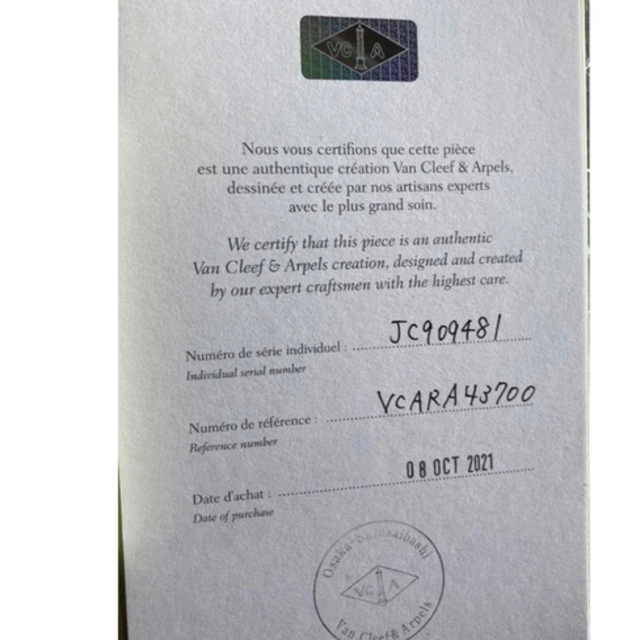 VC A
Nous vous certifions que cette pièce
est une authentique création Van Cleef & Arpels,
dessinée et créée par nos artisans experts
avec le plus grand soin.
We certify that this piece is an authentic
Van Cleef & Arpels creation, designed and created
by our expert craftsmen with the highest care.
Numéro de série individuel : JC909481
Individual serial number
Numéro de référence : VCARA43700
Reference number
Date d'achat : 08 OCT 2021
Date of purchase
Osaka-Shinsaibashi
VC A
Van Cleef & Arpels